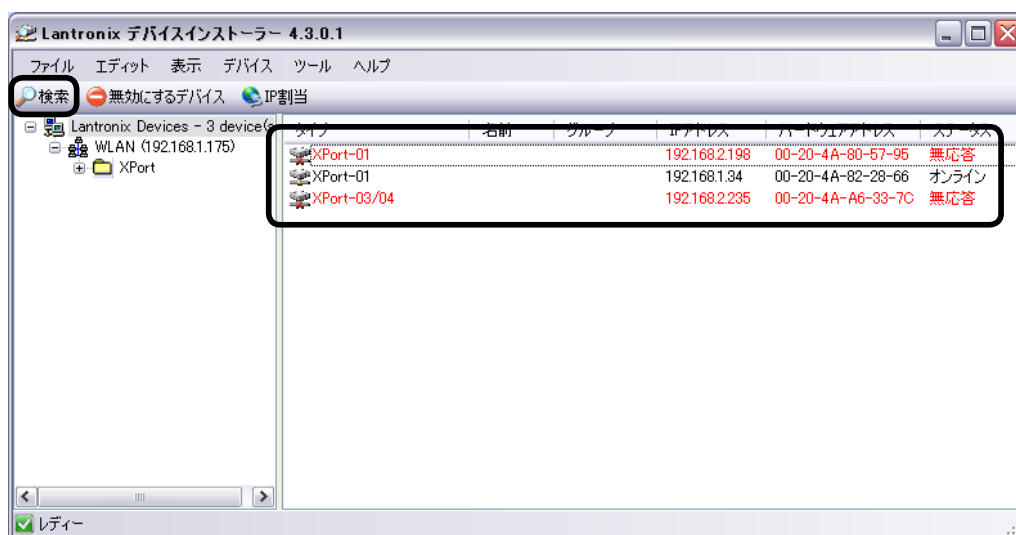 Lantronix デバイスインストーラー 4.3.0.1
ファイル エディット 表示 デバイス ツール ヘルプ
検索 無効にするデバイス IP割当
Lantronix Devices - 3 device(s
WLAN (192.168.1.175)
XPort
タイプ 名前 グループ IPアドレス ハードウェアアドレス ステータス
XPort-01 192.168.2.198 00-20-4A-80-57-95 無応答
XPort-01 192.168.1.34 00-20-4A-82-28-66 オンライン
XPort-03/04 192.168.2.235 00-20-4A-A6-33-7C 無応答
レディー